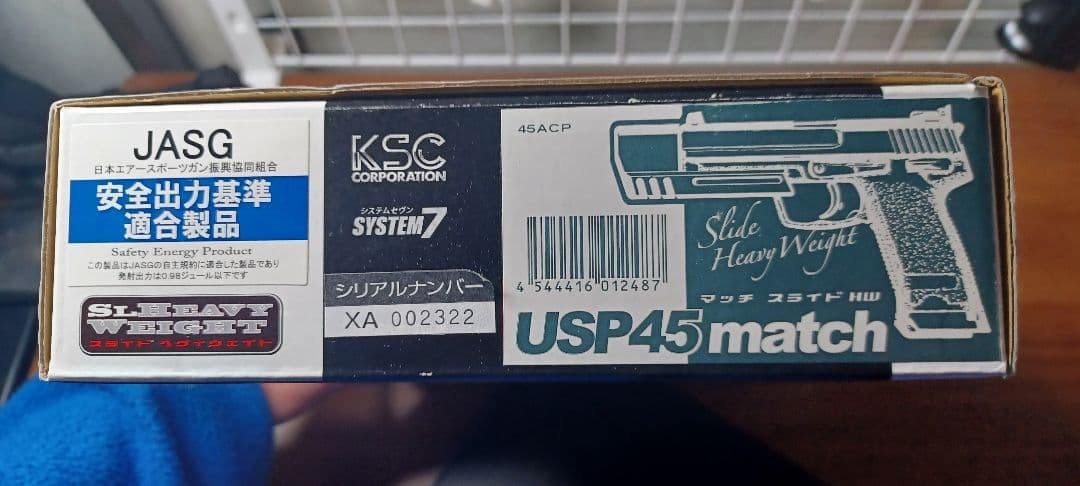 JASG
日本エアースポーツガン振興協同組合
安全出力基準
適合製品
Safety Energy Product
この製品はJASGの自主規約に適合した製品であり
発射出力は0.98ジュール以下です
SL.HEAVY
WEIGHT
スライド ヘヴィウェイト
KSC
CORPORATION
システムセヴン
SYSTEM7
シリアルナンバー
XA 002322
45ACP
4 544416 012487
Slide
Heavy Weight
マッチ スライドHW
USP45 match